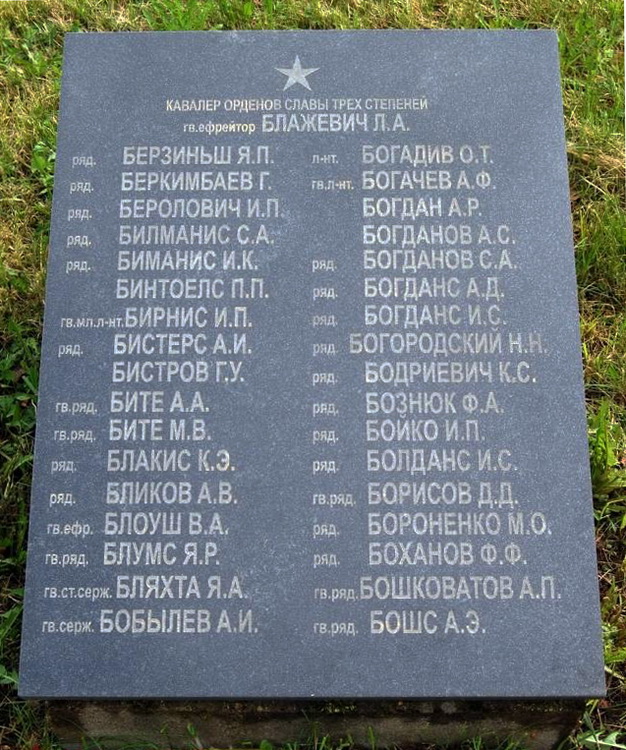 КАВАЛЕР ОРДЕНОВ СЛАВЫ ТРЕХ СТЕПЕНЕЙ
гв.ефрейтор БЛАЖЕВИЧ Л.А.
ряд. БЕРЗИНЬШ Я.П.
ряд. БЕРКИМБАЕВ Г.
ряд. БЕРОЛОВИЧ И.П.
ряд. БИЛМАНИС С.А.
ряд. БИМАНИС И.К.
БИНТОЕЛС П.П.
гв.мл.л-нт. БИРНИС И.П.
ряд. БИСТЕРС А.И.
БИСТРОВ Г.У.
гв.ряд. БИТЕ А.А.
гв.ряд. БИТЕ М.В.
ряд. БЛАКИС К.Э.
ряд. БЛИКОВ А.В.
гв.ефр. БЛОУШ В.А.
гв.ряд. БЛУМС Я.Р.
гв.ст.серж. БЛЯХТА Я.А.
гв.серж. БОБЫЛЕВ А.И.
л-нт. БОГАДИВ О.Т.
гв.л-нт. БОГАЧЕВ А.Ф.
БОГДАН А.Р.
БОГДАНОВ А.С.
ряд. БОГДАНОВ С.А.
ряд. БОГДАНС А.Д.
ряд. БОГДАНС И.С.
ряд. БОГОРОДСКИЙ Н.Н.
ряд. БОДРИЕВИЧ К.С.
ряд. БОЗНЮК Ф.А.
ряд. БОЙКО И.П.
ряд. БОЛДАНС И.С.
гв.ряд. БОРИСОВ Д.Д.
ряд. БОРОНЕНКО М.О.
ряд. БОХАНОВ Ф.Ф.
гв.ряд. БОШКОВАТОВ А.П.
гв.ряд. БОШС А.Э.